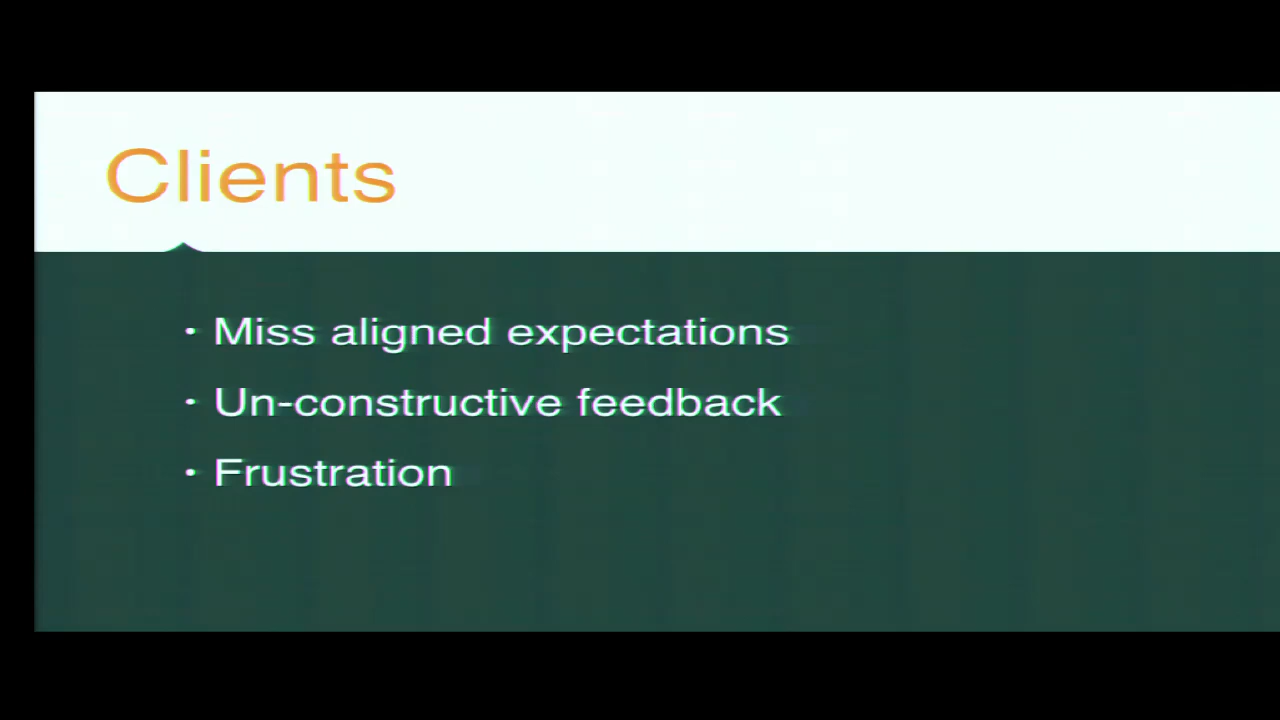 Clients
• Miss aligned expectations
• Un-constructive feedback
• Frustration